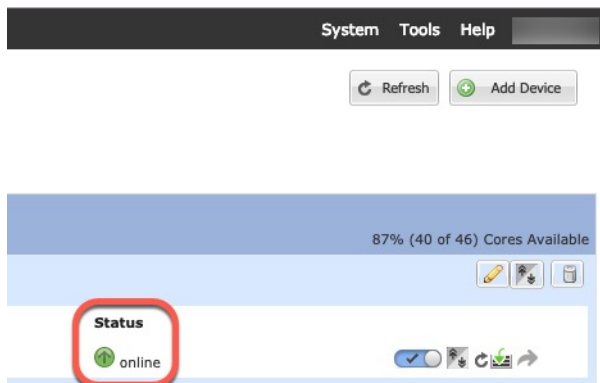 System Tools Help
Refresh Add Device
87% (40 of 46) Cores Available
Status
online